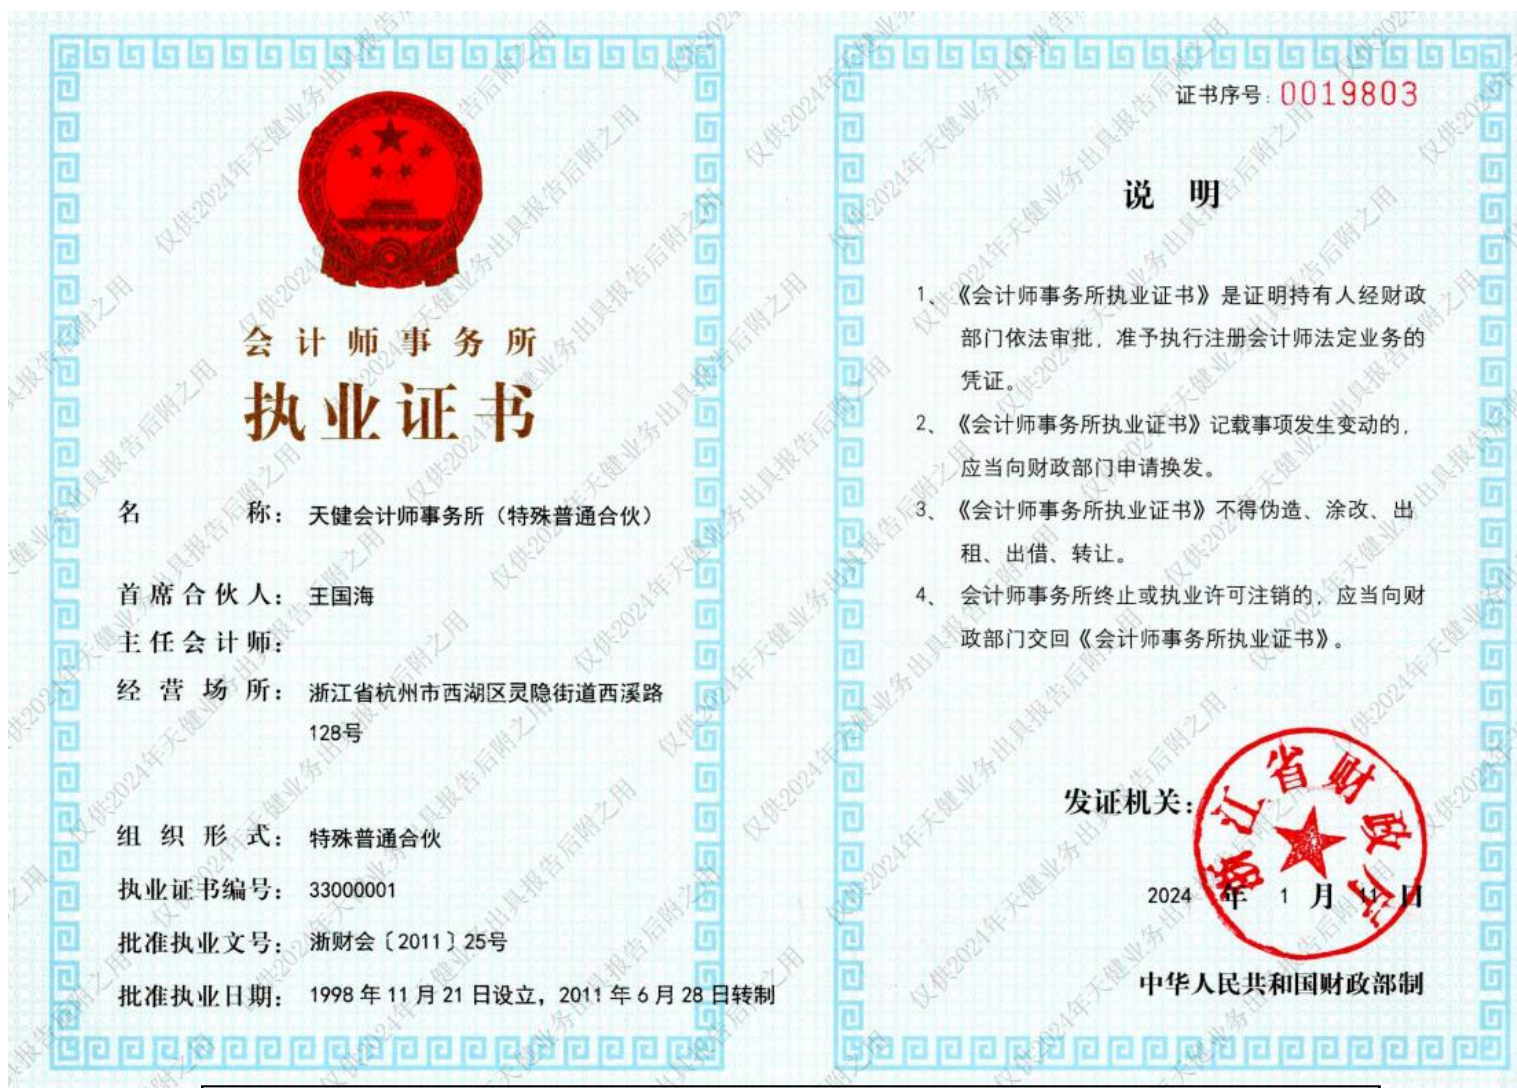 会计师事务所
执业证书
名 称： 天健会计师事务所（特殊普通合伙）
首席合伙人： 王国海
主任会计师：
经营场所： 浙江省杭州市西湖区灵隐街道西溪路
128号
组织形式： 特殊普通合伙
执业证书编号： 33000001
批准执业文号： 浙财会〔2011〕25号
批准执业日期： 1998年11月21日设立，2011年6月28日转制
证书序号：0019803
说 明
1、《会计师事务所执业证书》是证明持有人经财政
部门依法审批，准予执行注册会计师法定业务的
凭证。
2、《会计师事务所执业证书》记载事项发生变动的，
应当向财政部门申请换发。
3、《会计师事务所执业证书》不得伪造、涂改、出
租、出借、转让。
4、会计师事务所终止或执业许可注销的，应当向财
政部门交回《会计师事务所执业证书》。
发证机关：
浙江省财政厅
2024年1月11日
中华人民共和国财政部制
仅供2024年天健业务出具报告后附之用